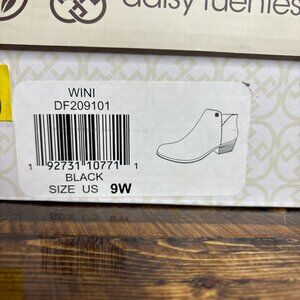 daisy fuentes
WINI
DF209101
1 92731 10771 1
BLACK
SIZE US 9W